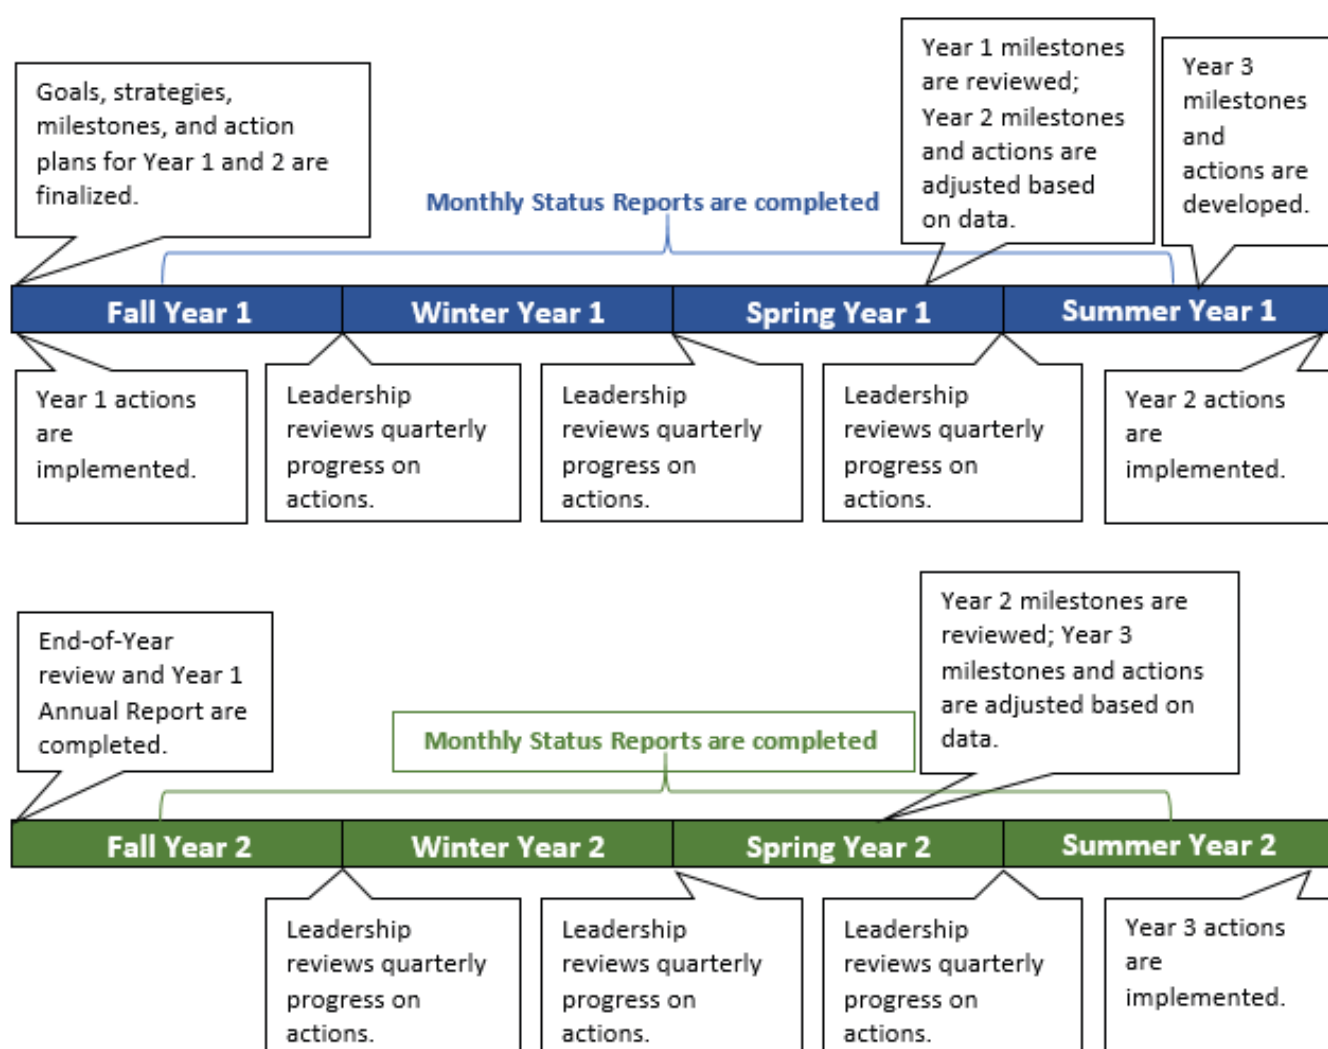 Goals, strategies,
milestones, and action
plans for Year 1 and 2 are
finalized.
Monthly Status Reports are completed
Year 1 milestones
are reviewed;
Year 2 milestones
and actions are
adjusted based
on data.
Year 3
milestones
and
actions are
developed.
Fall Year 1
Winter Year 1
Spring Year 1
Summer Year 1
Year 1 actions
are
implemented.
Leadership
reviews quarterly
progress on
actions.
Leadership
reviews quarterly
progress on
actions.
Leadership
reviews quarterly
progress on
actions.
Year 2 actions
are
implemented.
End-of-Year
review and Year 1
Annual Report are
completed.
Monthly Status Reports are completed
Year 2 milestones are
reviewed; Year 3
milestones and actions
are adjusted based on
data.
Fall Year 2
Winter Year 2
Spring Year 2
Summer Year 2
Leadership
reviews quarterly
progress on
actions.
Leadership
reviews quarterly
progress on
actions.
Leadership
reviews quarterly
progress on
actions.
Year 3 actions
are
implemented.